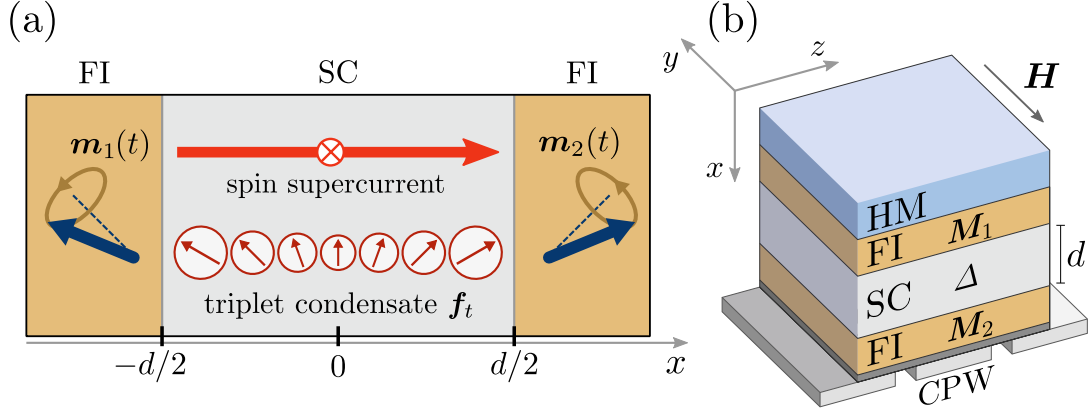 (a)
FI SC FI
m₁(t) m₂(t)
spin supercurrent
triplet condensate fₜ
−d/2 0 d/2 x
(b)
y z x
H
HM
FI M₁
SC Δ d
FI M₂
CPW